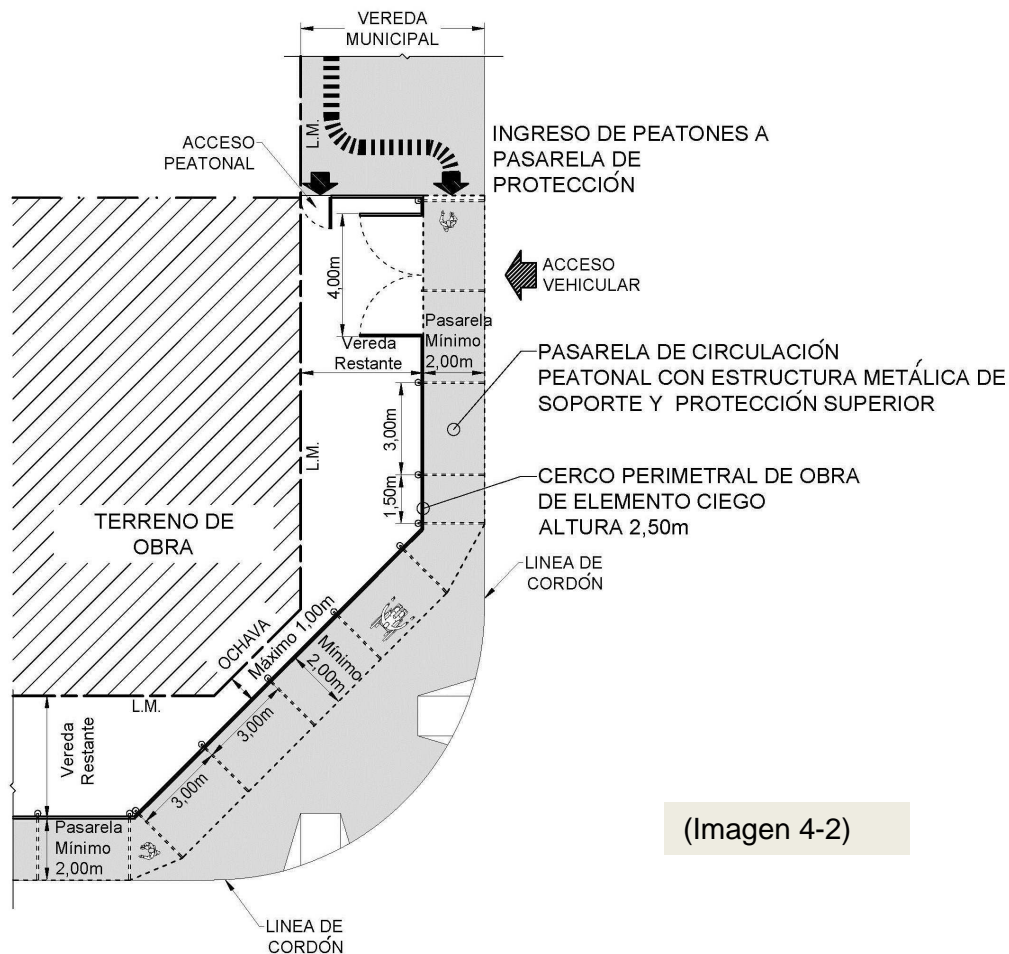 VEREDA
MUNICIPAL
L.M.
ACCESO
PEATONAL
INGRESO DE PEATONES A
PASARELA DE
PROTECCIÓN
4,00m
ACCESO
VEHICULAR
Pasarela
Mínimo
2,00m
Vereda
Restante
PASARELA DE CIRCULACIÓN
PEATONAL CON ESTRUCTURA METÁLICA DE
SOPORTE Y PROTECCIÓN SUPERIOR
3,00m
L.M.
1,50m
CERCO PERIMETRAL DE OBRA
DE ELEMENTO CIEGO
ALTURA 2,50m
TERRENO DE
OBRA
LINEA DE
CORDÓN
OCHAVA
Máximo 1,00m
Mínimo
2,00m
L.M.
3,00m
Vereda
Restante
3,00m
Pasarela
Mínimo
2,00m
(Imagen 4-2)
LINEA DE
CORDÓN